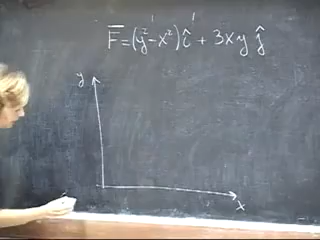 F̅ = (y² - x²) î + 3xy ĵ
y
x